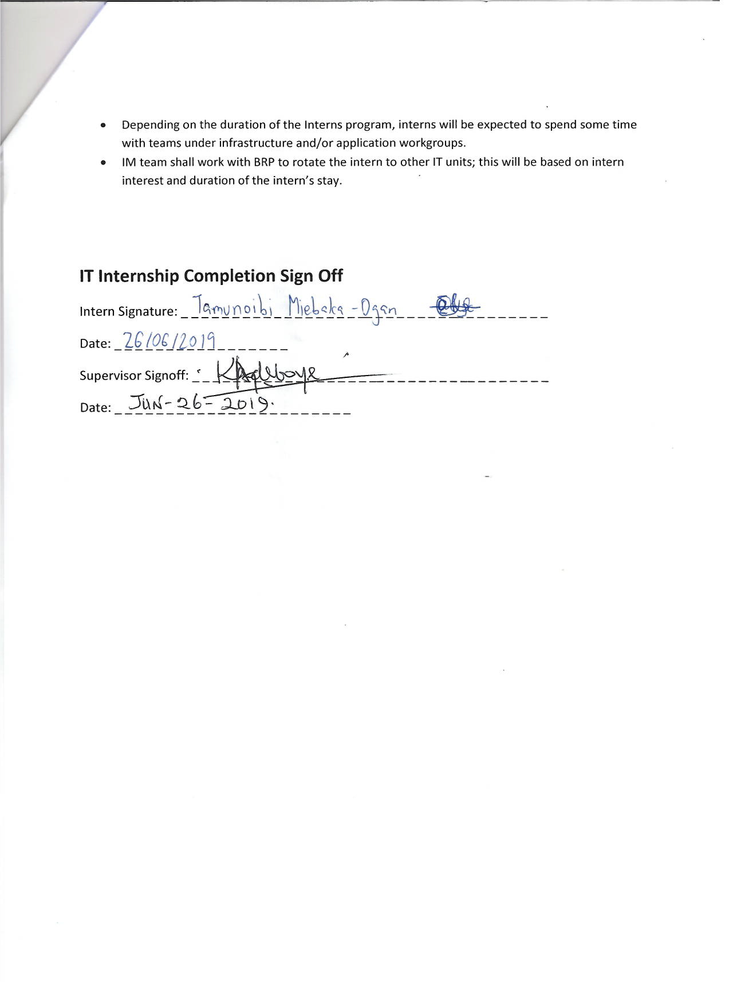 • Depending on the duration of the Interns program, interns will be expected to spend some time
with teams under infrastructure and/or application workgroups.
• IM team shall work with BRP to rotate the intern to other IT units; this will be based on intern
interest and duration of the intern's stay.
IT Internship Completion Sign Off
Intern Signature: Tamunoibi Miebaka-Ogan
Date: 26/06/2019
Supervisor Signoff: KAdeboye
Date: JUN-26-2019.